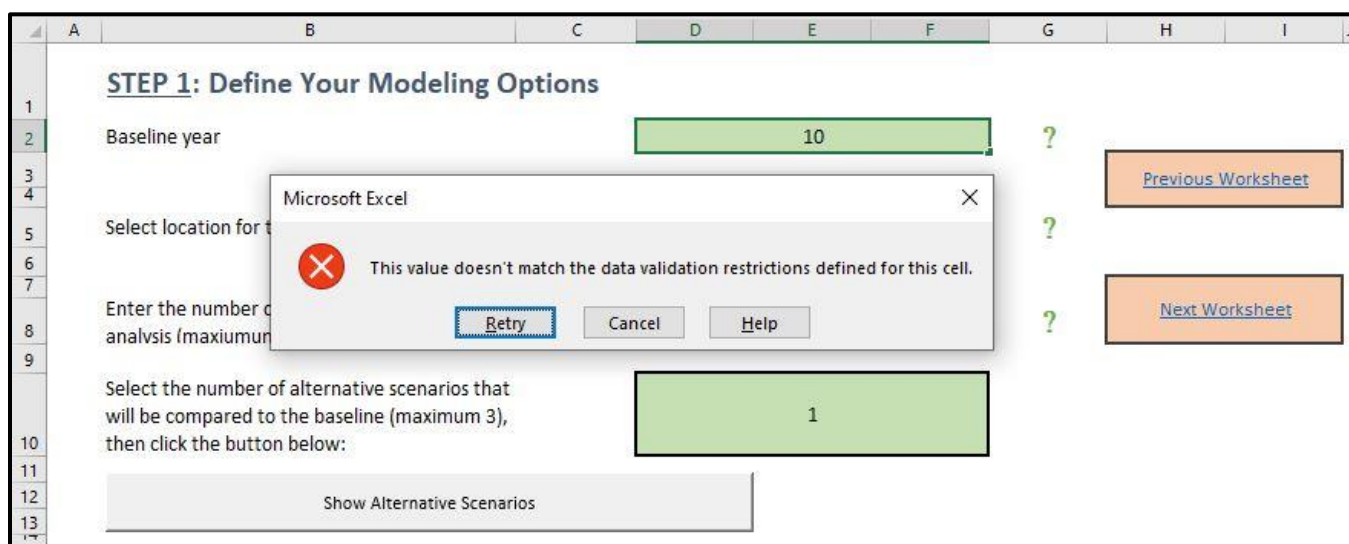 A B C D E F G H I
STEP 1: Define Your Modeling Options
1
2 Baseline year 10 ?
3
Previous Worksheet
4
Microsoft Excel
5 Select location for t ?
6
This value doesn't match the data validation restrictions defined for this cell.
7
Enter the number ?
Next Worksheet
8 analysis (maxiumun
Retry Cancel Help
9
Select the number of alternative scenarios that
will be compared to the baseline (maximum 3), 1
10 then click the button below:
11
12 Show Alternative Scenarios
13
14